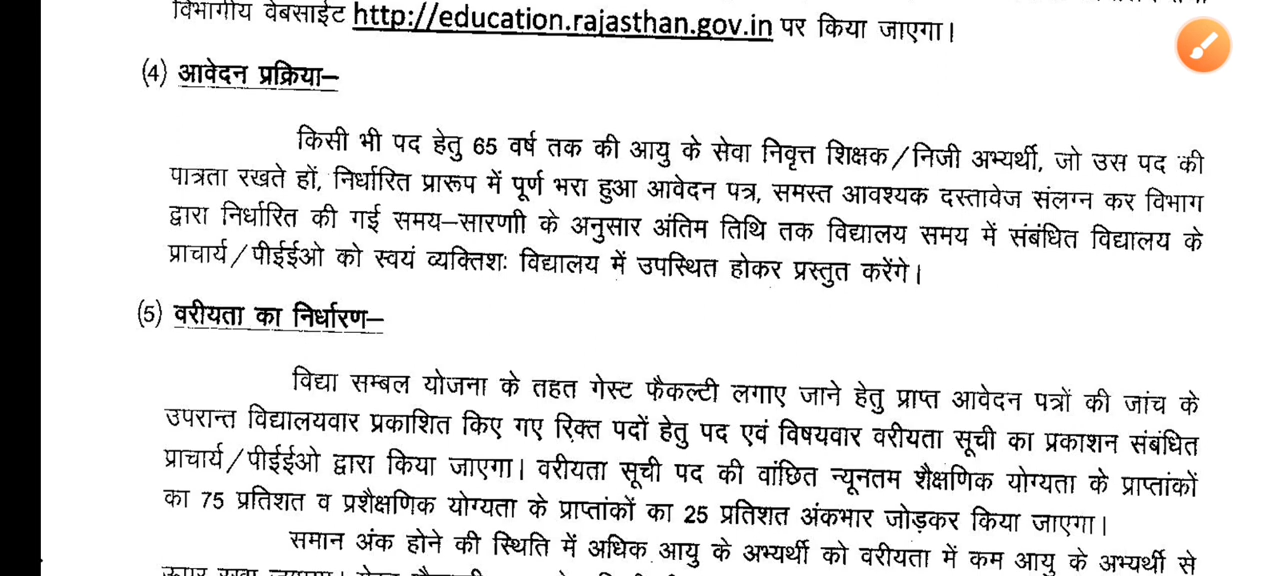 विभागीय वेबसाईट http://education.rajasthan.gov.in पर किया जाएगा।
(4) आवेदन प्रक्रिया–
किसी भी पद हेतु 65 वर्ष तक की आयु के सेवा निवृत्त शिक्षक/निजी अभ्यर्थी, जो उस पद की
पात्रता रखते हों, निर्धारित प्रारूप में पूर्ण भरा हुआ आवेदन पत्र, समस्त आवश्यक दस्तावेज संलग्न कर विभाग
द्वारा निर्धारित की गई समय–सारणी के अनुसार अंतिम तिथि तक विद्यालय समय में संबंधित विद्यालय के
प्राचार्य/पीईईओ को स्वयं व्यक्तिशः विद्यालय में उपस्थित होकर प्रस्तुत करेंगे।
(5) वरीयता का निर्धारण–
विद्या सम्बल योजना के तहत गेस्ट फैकल्टी लगाए जाने हेतु प्राप्त आवेदन पत्रों की जांच के
उपरान्त विद्यालयवार प्रकाशित किए गए रिक्त पदों हेतु पद एवं विषयवार वरीयता सूची का प्रकाशन संबंधित
प्राचार्य/पीईईओ द्वारा किया जाएगा। वरीयता सूची पद की वांछित न्यूनतम शैक्षणिक योग्यता के प्राप्तांकों
का 75 प्रतिशत व प्रशैक्षणिक योग्यता के प्राप्तांकों का 25 प्रतिशत अंकभार जोड़कर किया जाएगा।
समान अंक होने की स्थिति में अधिक आयु के अभ्यर्थी को वरीयता में कम आयु के अभ्यर्थी से